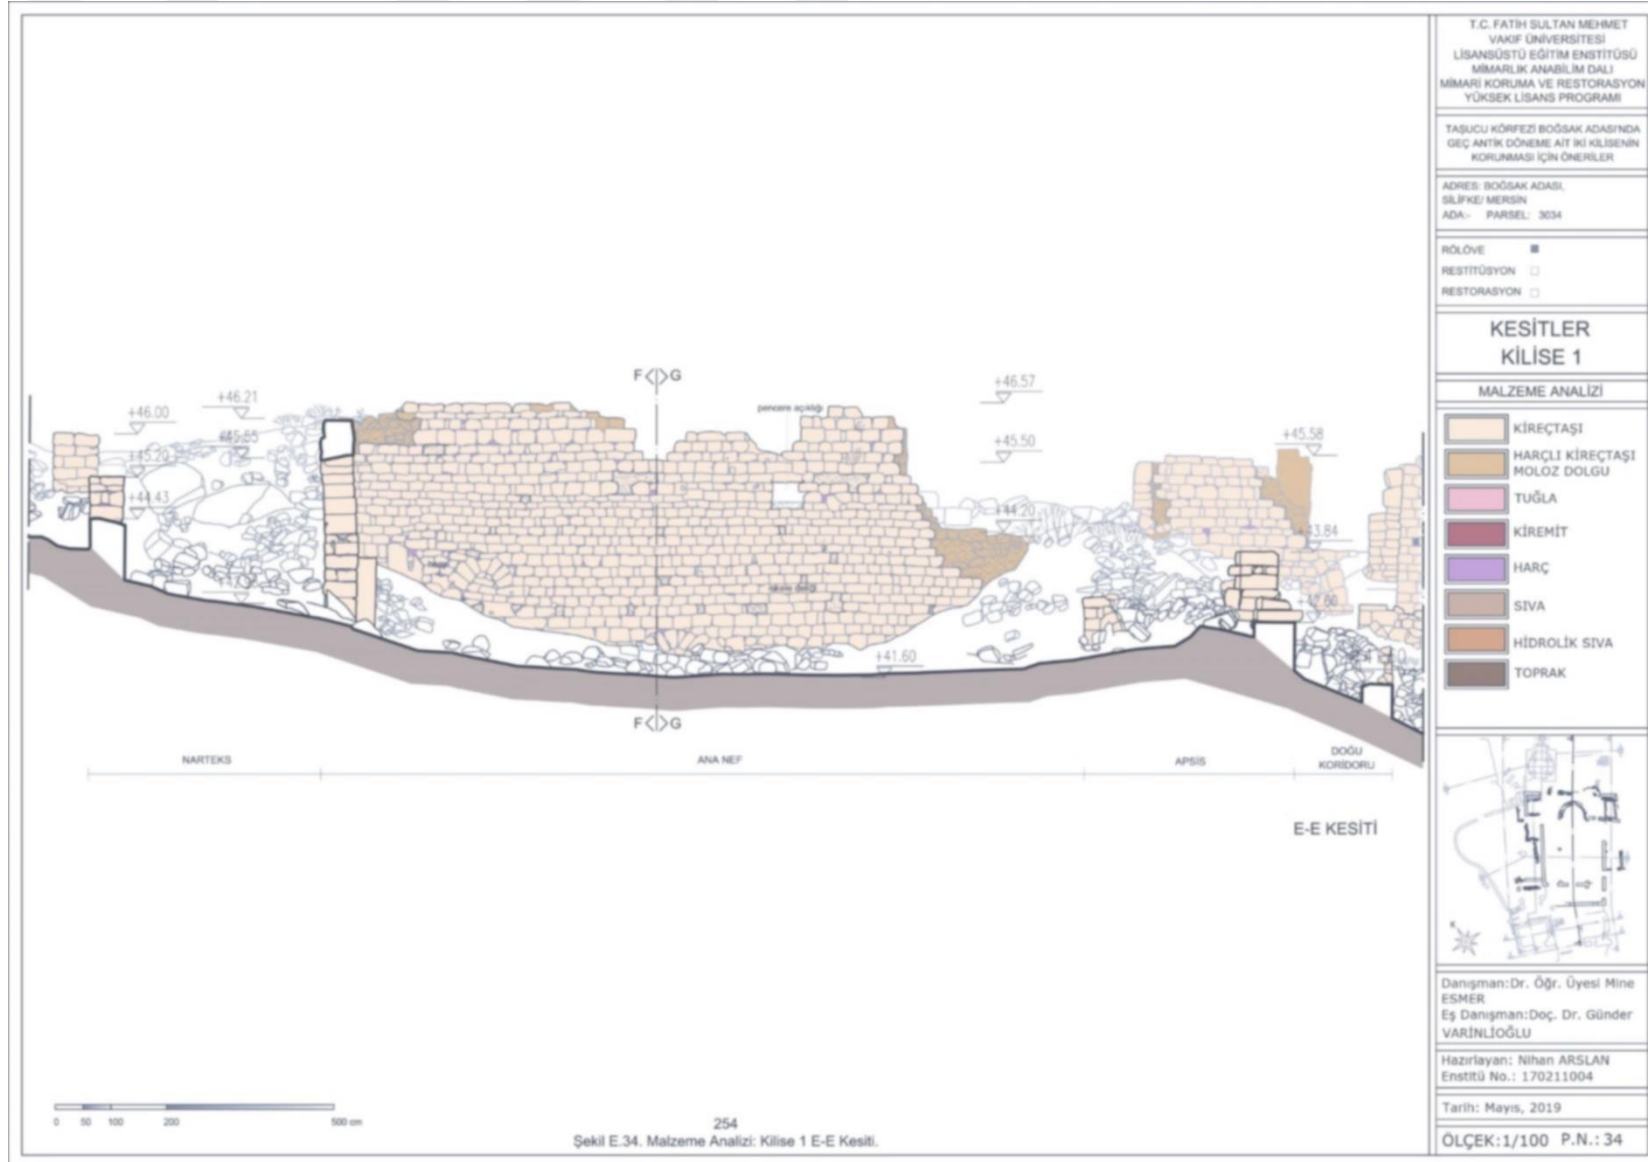 T.C. FATİH SULTAN MEHMET
VAKIF ÜNİVERSİTESİ
LİSANSÜSTÜ EĞİTİM ENSTİTÜSÜ
MİMARLIK ANABİLİM DALI
MİMARİ KORUMA VE RESTORASYON
YÜKSEK LİSANS PROGRAMI
TAŞUCU KÖRFEZİ BOĞSAK ADASI'NDA
GEÇ ANTİK DÖNEME AİT İKİ KİLİSENİN
KORUNMASI İÇİN ÖNERİLER
ADRES: BOĞSAK ADASI,
SİLİFKE/ MERSİN
ADA:- PARSEL: 3034
RÖLÖVE
RESTİTÜSYON
RESTORASYON
KESİTLER
KİLİSE 1
MALZEME ANALİZİ
KİREÇTAŞI
HARÇLI KİREÇTAŞI
MOLOZ DOLGU
TUĞLA
KİREMİT
HARÇ
SIVA
HİDROLİK SIVA
TOPRAK
F G
pencere açıklığı
+46.00
+46.21
+45.20
+44.43
+46.57
+45.50
+44.20
+45.58
+41.60
F G
NARTEKS
ANA NEF
APSİS
DOĞU
KORİDORU
E-E KESİTİ
K
Danışman:Dr. Öğr. Üyesi Mine
ESMER
Eş Danışman:Doç. Dr. Günder
VARİNLİOĞLU
Hazırlayan: Nihan ARSLAN
Enstitü No.: 170211004
Tarih: Mayıs, 2019
ÖLÇEK:1/100 P.N.: 34
0 50 100 200 500 cm
254
Şekil E.34. Malzeme Analizi: Kilise 1 E-E Kesiti.